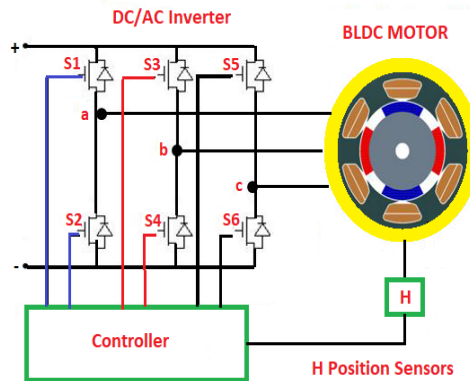 DC/AC Inverter
BLDC MOTOR
+
S1
S3
S5
a
b
c
S2
S4
S6
-
H
Controller
H Position Sensors